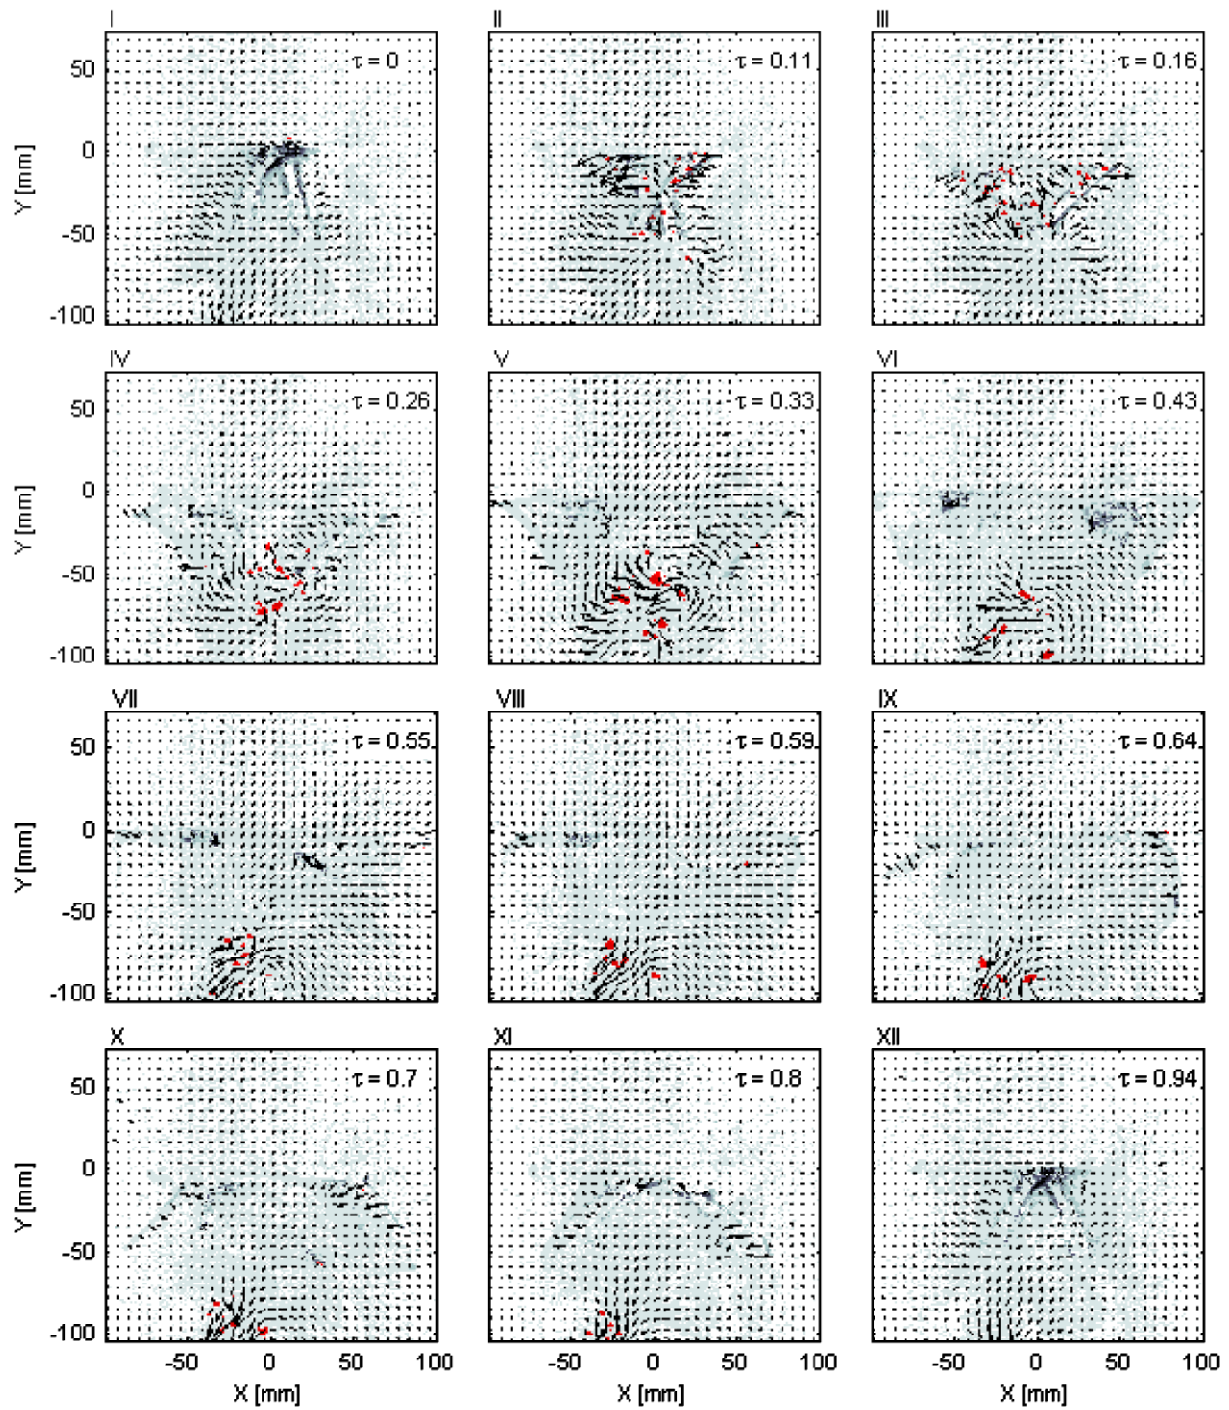 I II III
τ = 0 τ = 0.11 τ = 0.16
50
0
-50
-100
Y [mm]
IV V VI
τ = 0.26 τ = 0.33 τ = 0.43
50
0
-50
-100
Y [mm]
VII VIII IX
τ = 0.55 τ = 0.59 τ = 0.64
50
0
-50
-100
Y [mm]
X XI XII
τ = 0.7 τ = 0.8 τ = 0.94
50
0
-50
-100
Y [mm]
-50 0 50 100 -50 0 50 100 -50 0 50 100
X [mm] X [mm] X [mm]